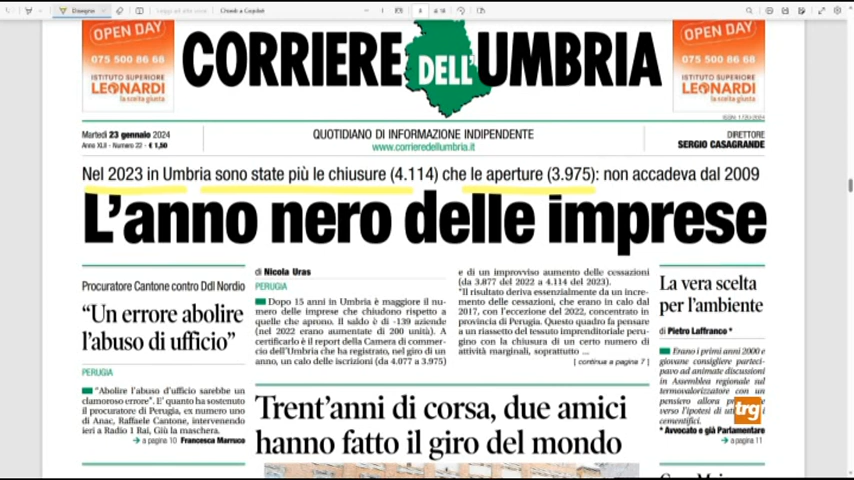 Disegna
Chiedi a Copilot
OPEN DAY
075 500 86 68
ISTITUTO SUPERIORE
LEONARDI
la scelta giusta
CORRIERE DELL'UMBRIA
OPEN DAY
075 500 86 68
ISTITUTO SUPERIORE
LEONARDI
la scelta giusta
Martedì 23 gennaio 2024
Anno XLII - Numero 22 - € 1,50
QUOTIDIANO DI INFORMAZIONE INDIPENDENTE
www.corrieredellumbria.it
DIRETTORE
SERGIO CASAGRANDE
Nel 2023 in Umbria sono state più le chiusure (4.114) che le aperture (3.975): non accadeva dal 2009
L'anno nero delle imprese
Procuratore Cantone contro Ddl Nordio
"Un errore abolire
l'abuso di ufficio"
PERUGIA
"Abolire l'abuso d'ufficio sarebbe un
clamoroso errore". E' quanto ha sostenuto
il procuratore di Perugia, ex numero uno
di Anac, Raffaele Cantone, intervenendo
ieri a Radio 1 Rai, Giù la maschera.
a pagina 10 Francesca Marruco
di Nicola Uras
PERUGIA
Dopo 15 anni in Umbria è maggiore il nu-
mero delle imprese che chiudono rispetto a
quelle che aprono. Il saldo è di -139 aziende
(nel 2022 erano aumentate di 200 unità). A
certificarlo è il report della Camera di commer-
cio dell'Umbria che ha registrato, nel giro di un
anno, un calo delle iscrizioni (da 4.077 a 3.975)
e di un improvviso aumento delle cessazioni
(da 3.877 del 2022 a 4.114 del 2023).
"Il risultato deriva essenzialmente da un incre-
mento delle cessazioni, che erano in calo dal
2017, con l'eccezione del 2022, concentrato in
provincia di Perugia. Questo quadro fa pensare
a un riassetto del tessuto imprenditoriale peru-
gino con la chiusura di un certo numero di
attività marginali, soprattutto ...
[ continua a pagina 7 ]
La vera scelta
per l'ambiente
di Pietro Laffranco *
Erano i primi anni 2000 e
giovane consigliere parteci-
pavo ad animate discussioni
in Assemblea regionale sul
termovalorizzatore con un
pensiero allora
verso l'ipotesi di
cementifici.
* Avvocato e già Parlamentare
a pagina 11
trg
Trent'anni di corsa, due amici
hanno fatto il giro del mondo